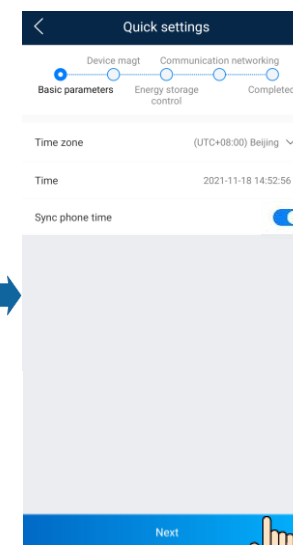 Quick settings
Device magt Communication networking
Basic parameters Energy storage control Completed
Time zone (UTC+08:00) Beijing
Time 2021-11-18 14:52:56
Sync phone time
Next